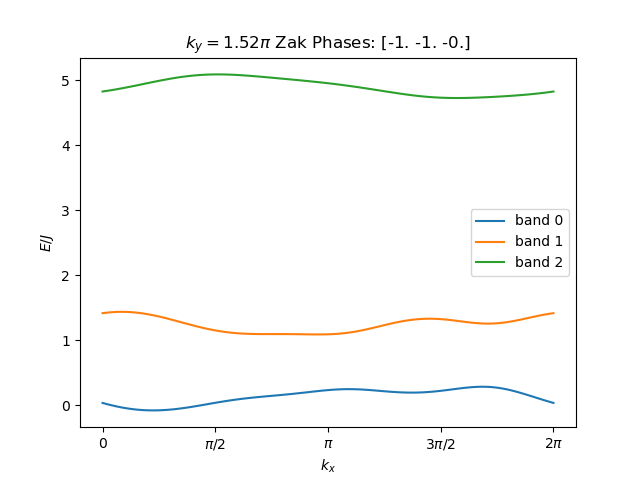 $k_y = 1.52\pi$ Zak Phases: [-1. -1. -0.]
5
4
3
2
1
0
E/J
band 0
band 1
band 2
0
π/2
π
3π/2
2π
$k_x$